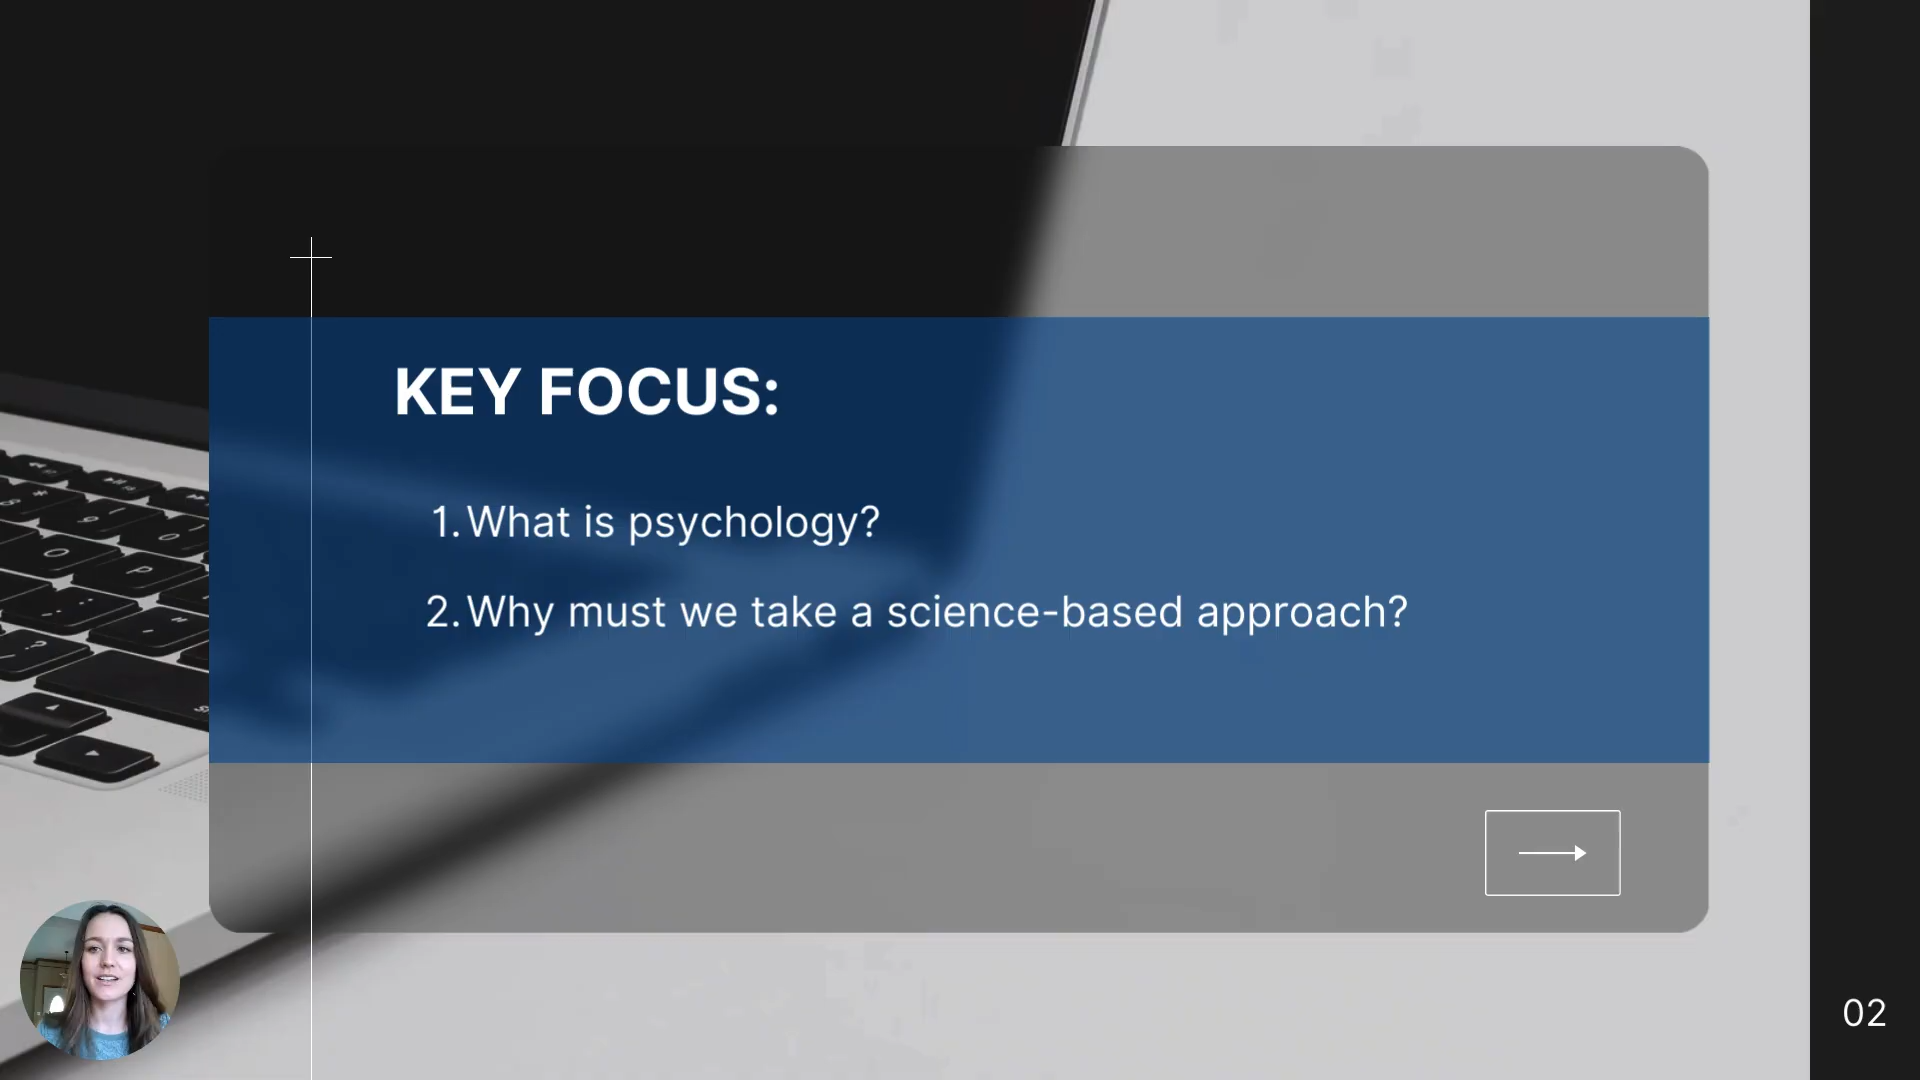 KEY FOCUS:
1. What is psychology?
2. Why must we take a science-based approach?
02